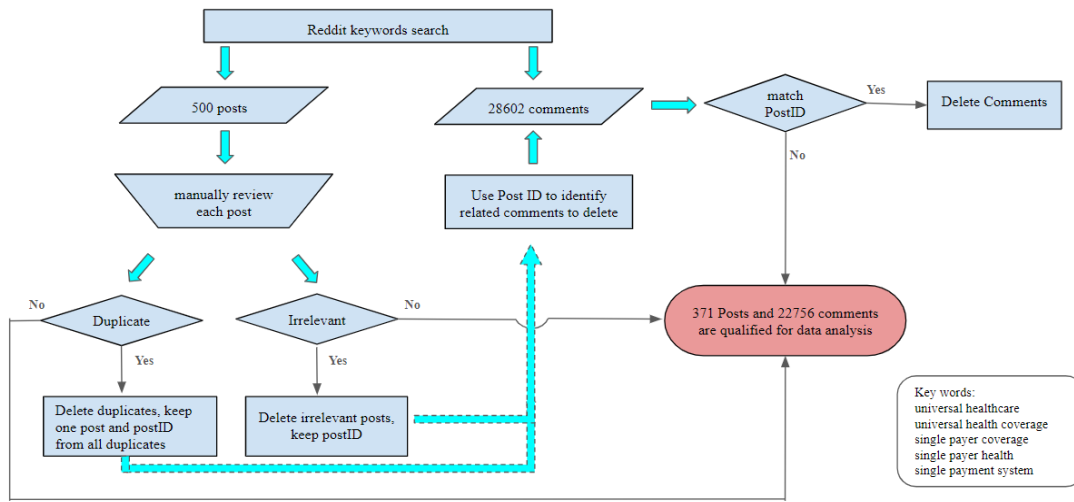 Reddit keywords search
500 posts
28602 comments
match
PostID
Yes
Delete Comments
No
manually review
each post
Use Post ID to identify
related comments to delete
No
Duplicate
Irrelevant
No
371 Posts and 22756 comments
are qualified for data analysis
Yes
Yes
Delete duplicates, keep
one post and postID
from all duplicates
Delete irrelevant posts,
keep postID
Key words:
universal healthcare
universal health coverage
single payer coverage
single payer health
single payment system